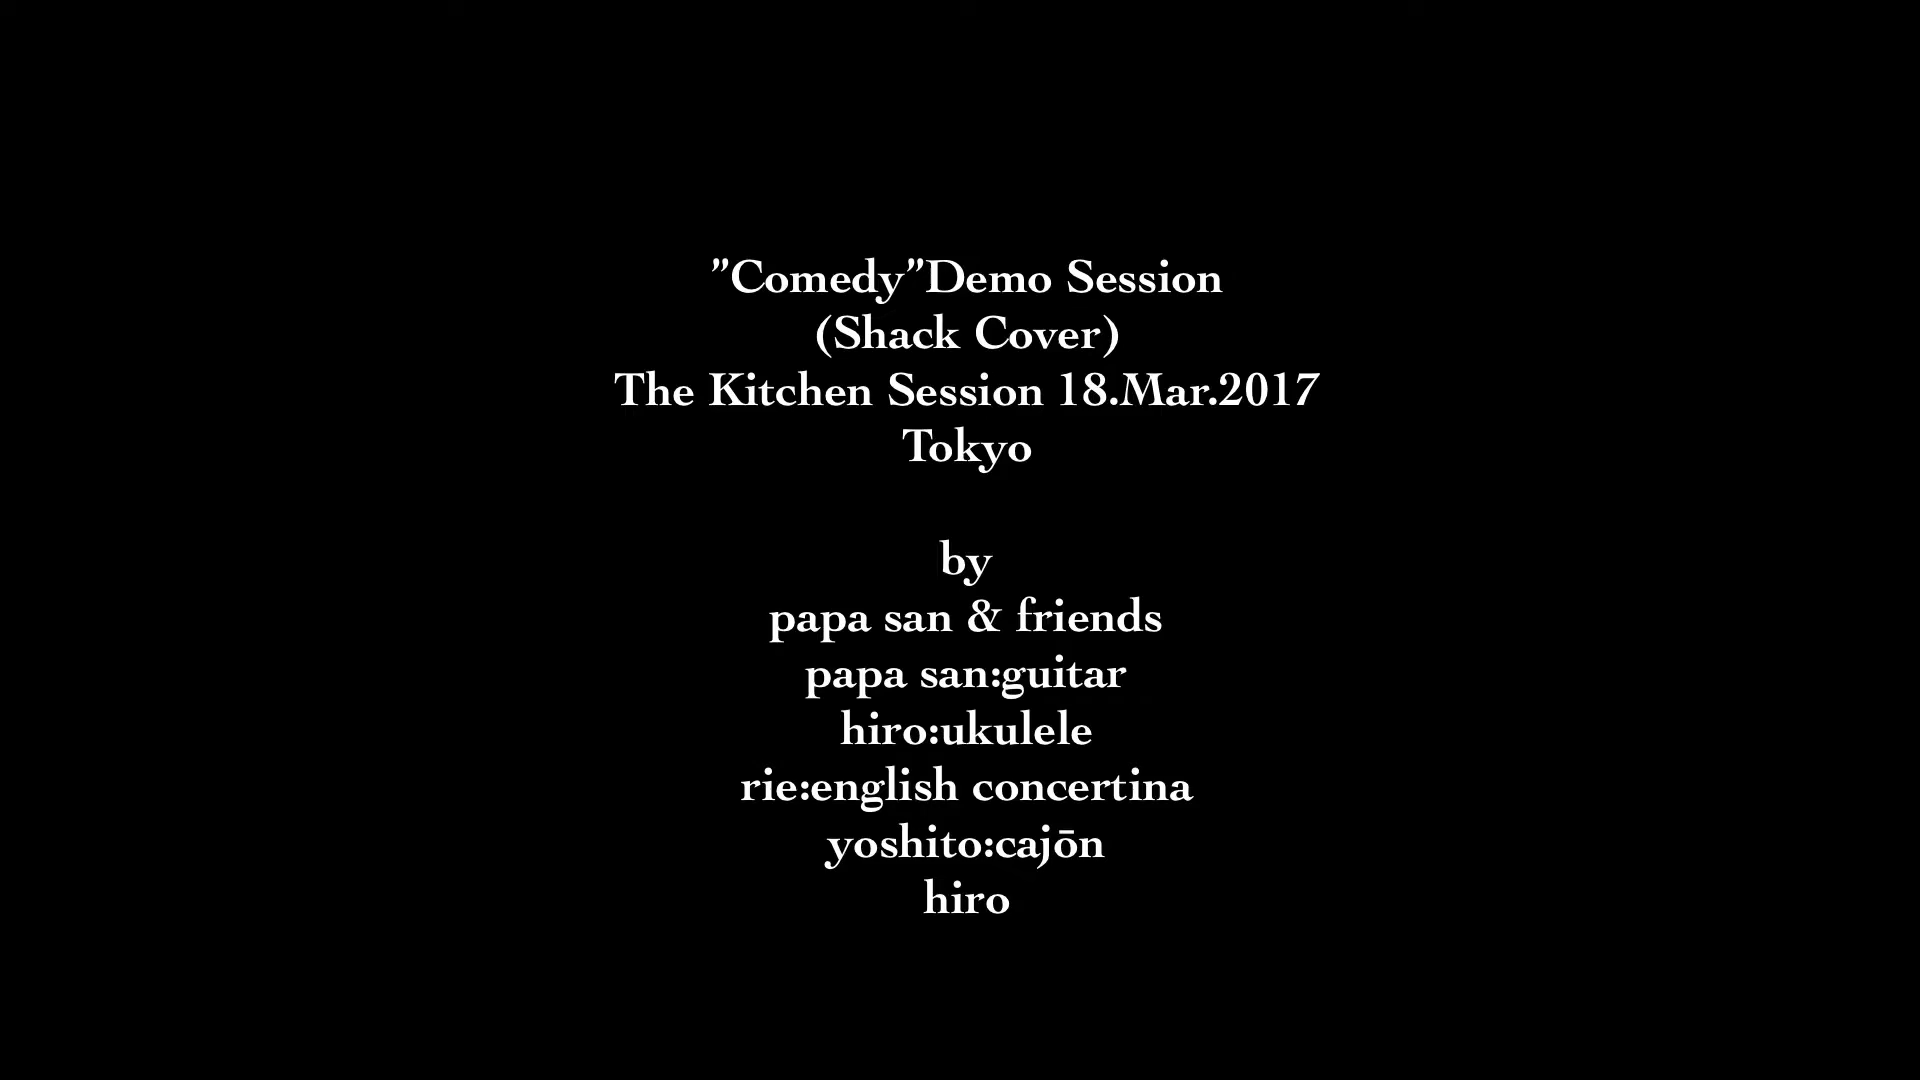 ”Comedy”Demo Session
(Shack Cover)
The Kitchen Session 18.Mar.2017
Tokyo
by
papa san & friends
papa san:guitar
hiro:ukulele
rie:english concertina
yoshito:cajōn
hiro